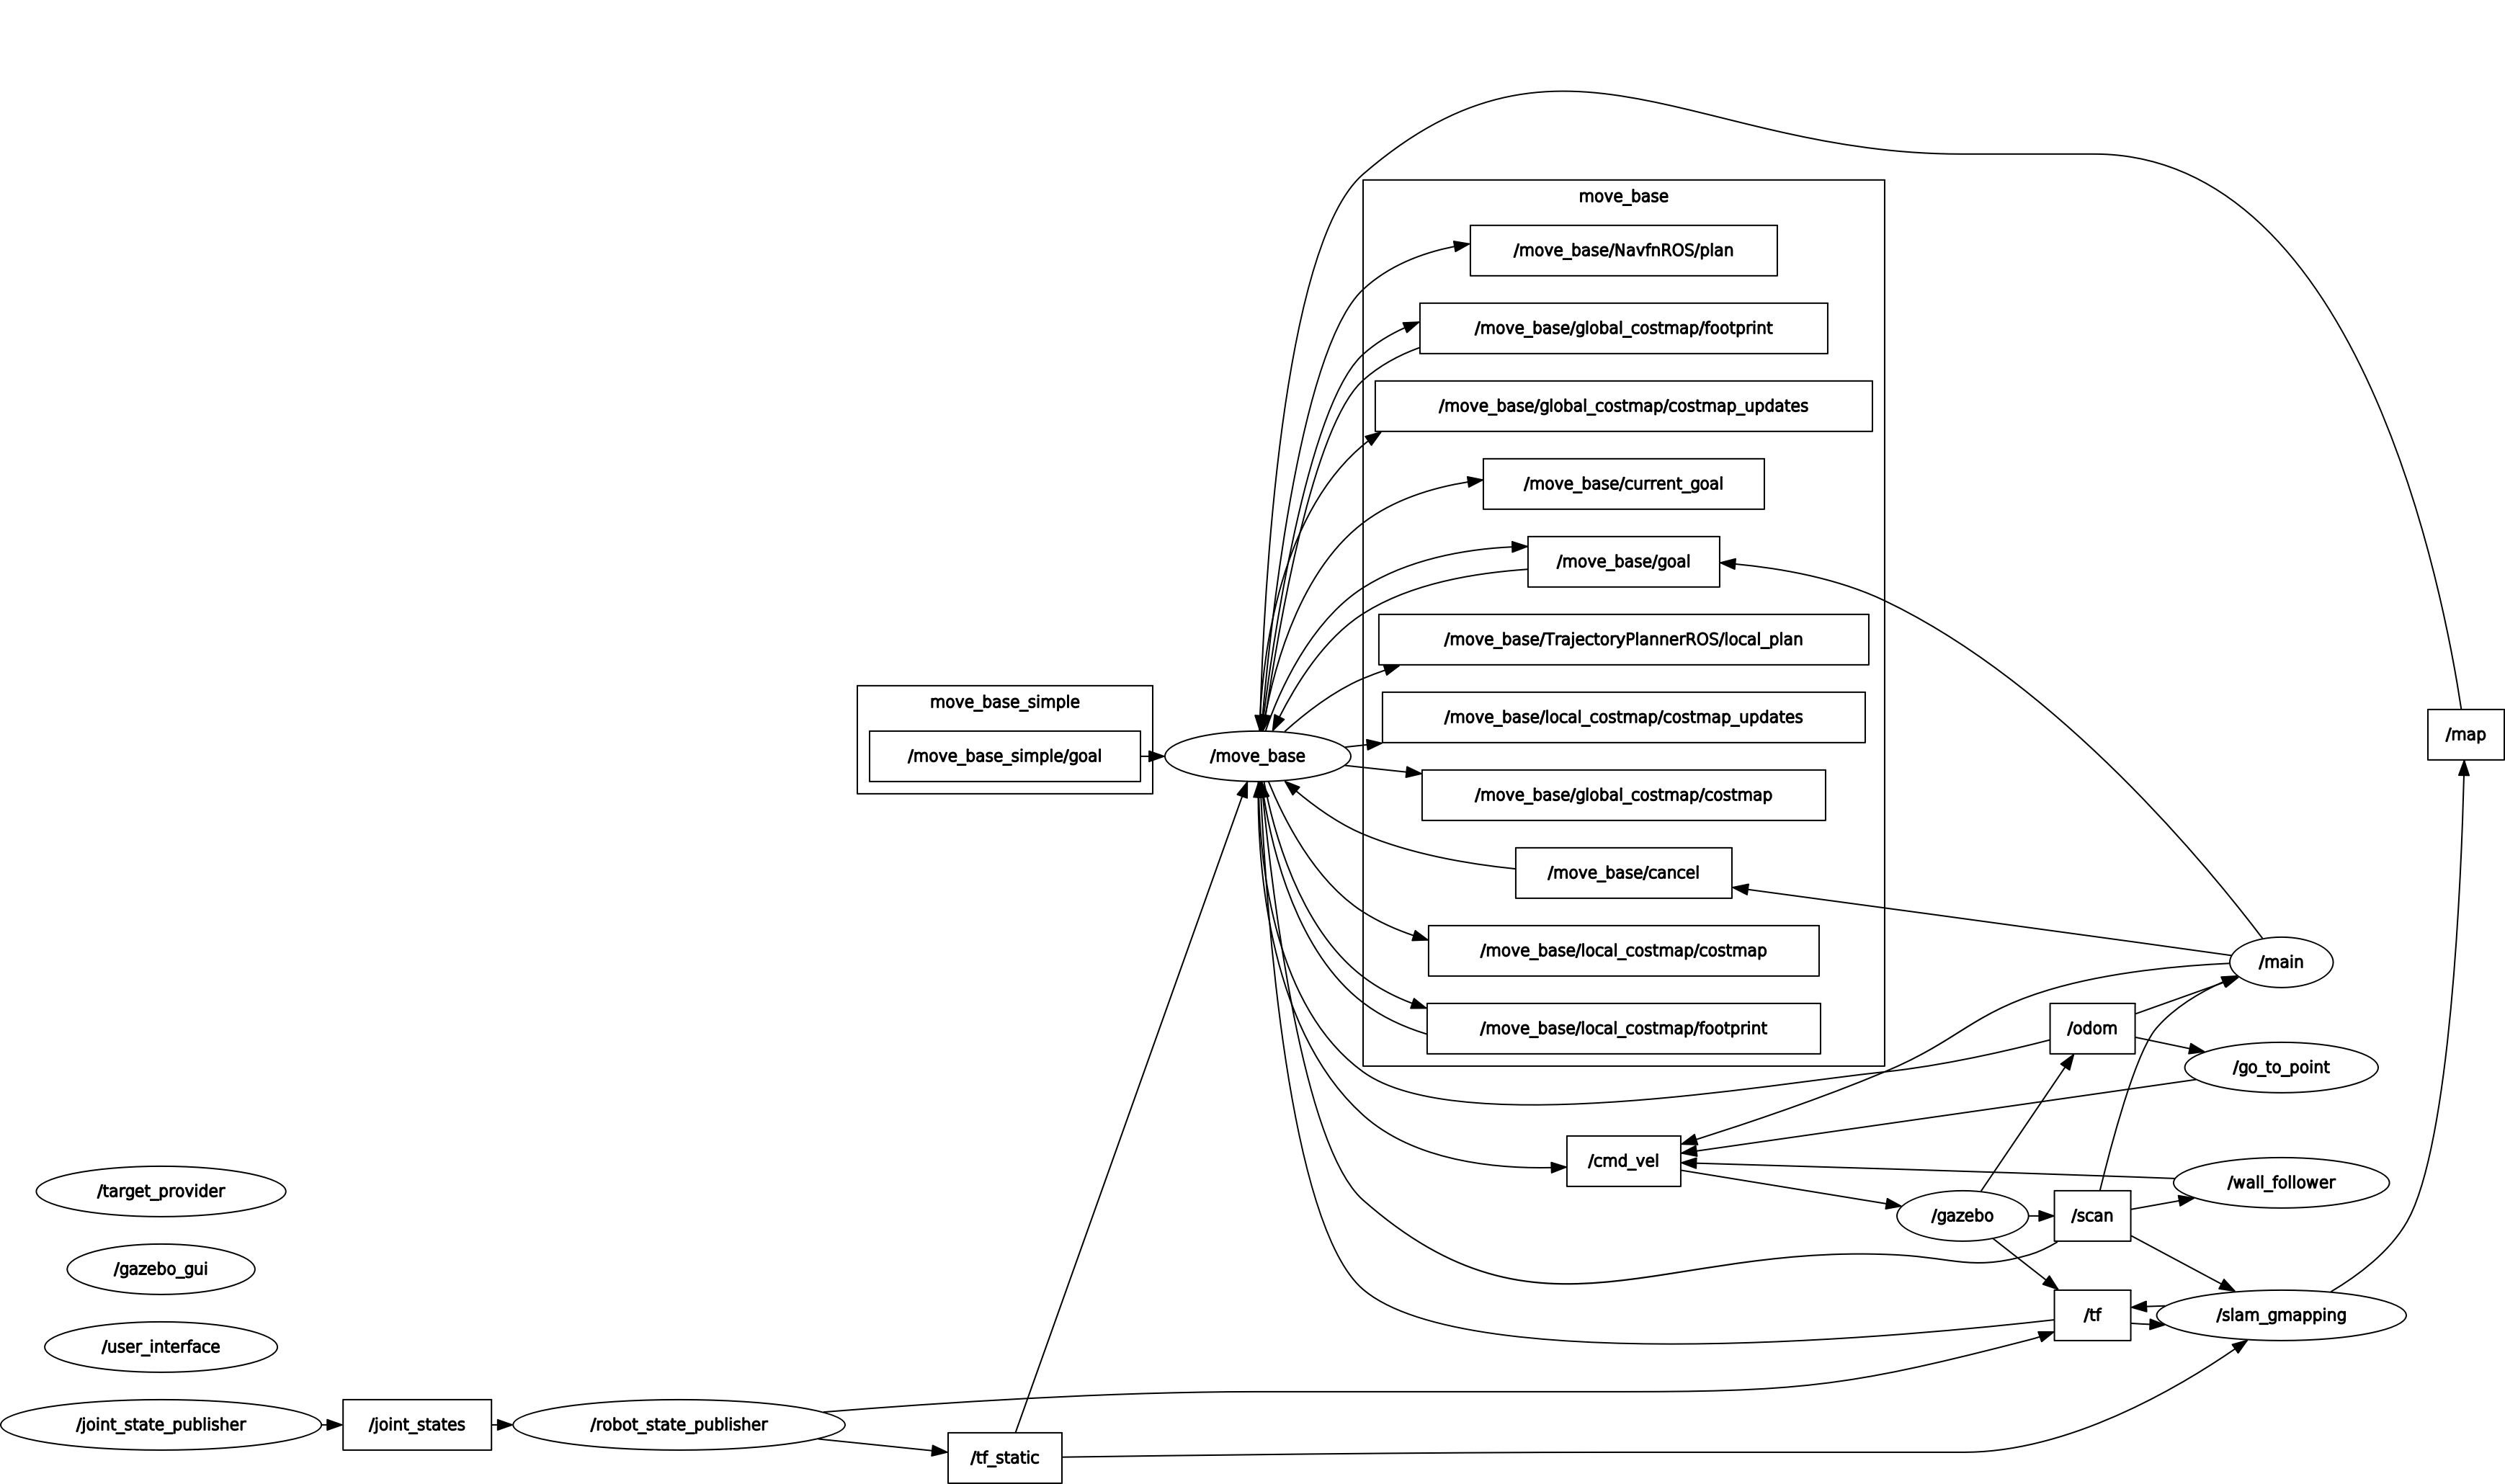 move_base
/move_base/NavfnROS/plan
/move_base/global_costmap/footprint
/move_base/global_costmap/costmap_updates
/move_base/current_goal
/move_base/goal
/move_base/TrajectoryPlannerROS/local_plan
/move_base/local_costmap/costmap_updates
/move_base/global_costmap/costmap
/move_base/cancel
/move_base/local_costmap/costmap
/move_base/local_costmap/footprint
move_base_simple
/move_base_simple/goal
/move_base
/map
/main
/odom
/go_to_point
/cmd_vel
/wall_follower
/gazebo
/scan
/tf
/slam_gmapping
/target_provider
/gazebo_gui
/user_interface
/joint_state_publisher
/joint_states
/robot_state_publisher
/tf_static